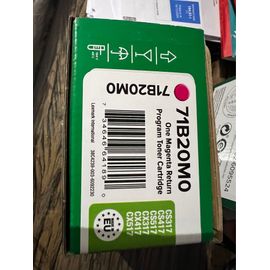 71B20M0
71B20M0
One Magenta Return
Program Toner Cartridge
Lexmark International
CS317 CX317
CS417 CX417
CS517 CX517
EU